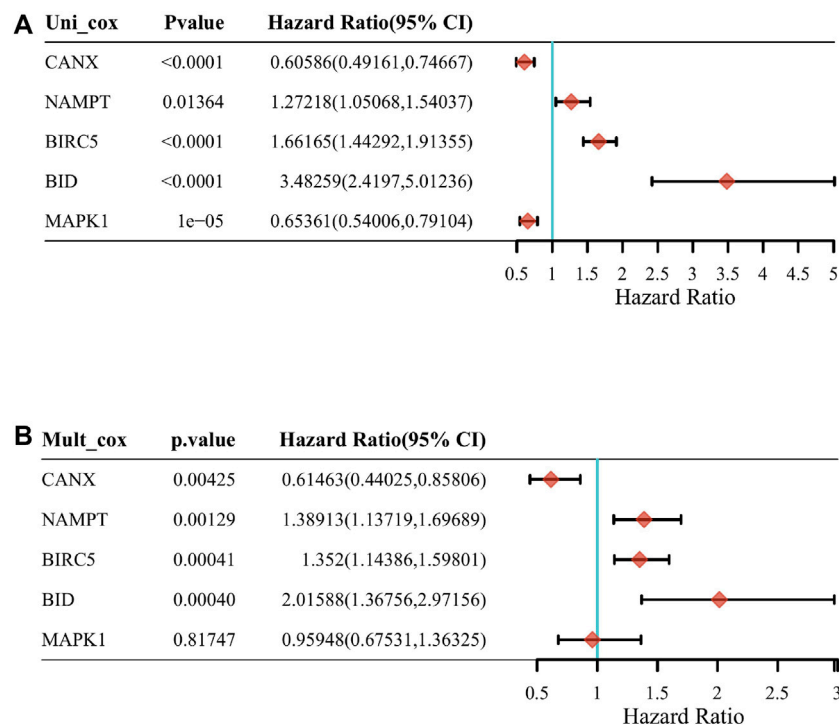 A Uni_cox Pvalue Hazard Ratio(95% CI)
CANX <0.0001 0.60586(0.49161,0.74667)
NAMPT 0.01364 1.27218(1.05068,1.54037)
BIRC5 <0.0001 1.66165(1.44292,1.91355)
BID <0.0001 3.48259(2.4197,5.01236)
MAPK1 1e−05 0.65361(0.54006,0.79104)
0.5 1 1.5 2 2.5 3 3.5 4 4.5 5
Hazard Ratio
B Mult_cox p.value Hazard Ratio(95% CI)
CANX 0.00425 0.61463(0.44025,0.85806)
NAMPT 0.00129 1.38913(1.13719,1.69689)
BIRC5 0.00041 1.352(1.14386,1.59801)
BID 0.00040 2.01588(1.36756,2.97156)
MAPK1 0.81747 0.95948(0.67531,1.36325)
0.5 1 1.5 2 2.5 3
Hazard Ratio